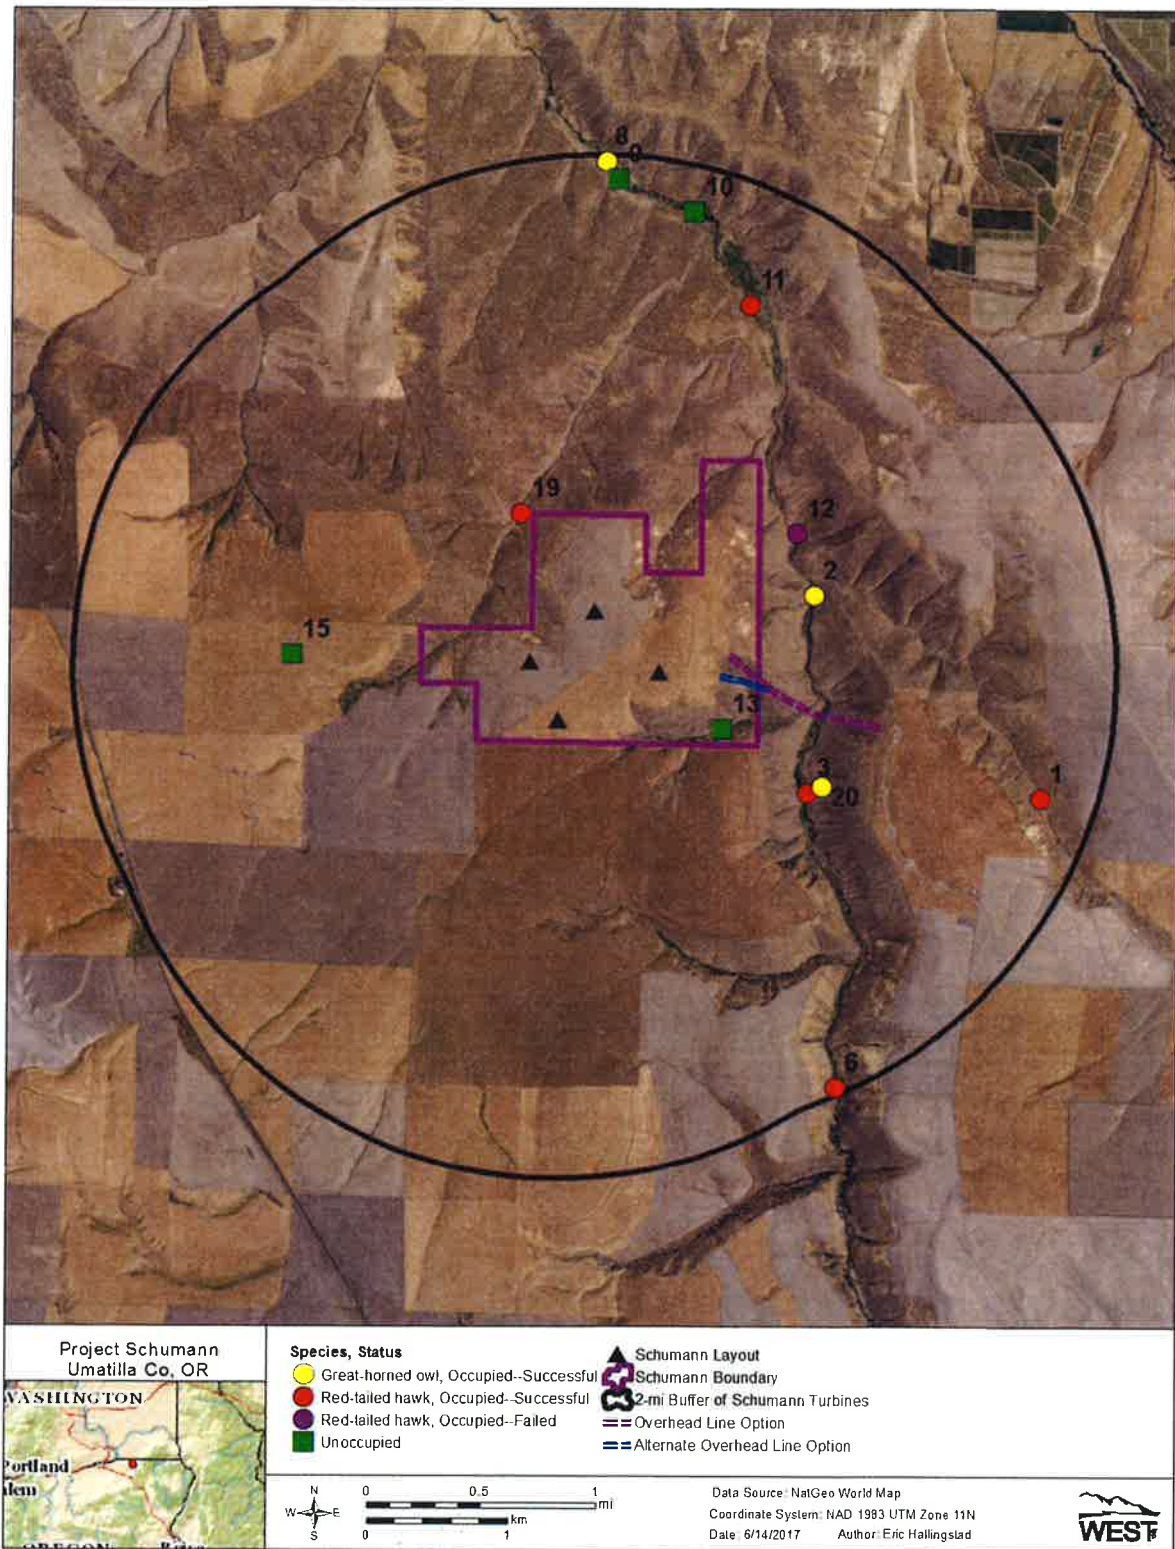 8
9
10
11
19
12
2
15
13
3
20
1
6
Project Schumann
Umatilla Co, OR
WASHINGTON
Portland
alem
OREGON
Species, Status
Great-horned owl, Occupied--Successful
Red-tailed hawk, Occupied--Successful
Red-tailed hawk, Occupied--Failed
Unoccupied
Schumann Layout
Schumann Boundary
2-mi Buffer of Schumann Turbines
Overhead Line Option
Alternate Overhead Line Option
N
W E
S
0 0.5 1
mi
km
0 1
Data Source: NatGeo World Map
Coordinate System: NAD 1983 UTM Zone 11N
Date: 6/14/2017 Author: Eric Hallingstad
WEST